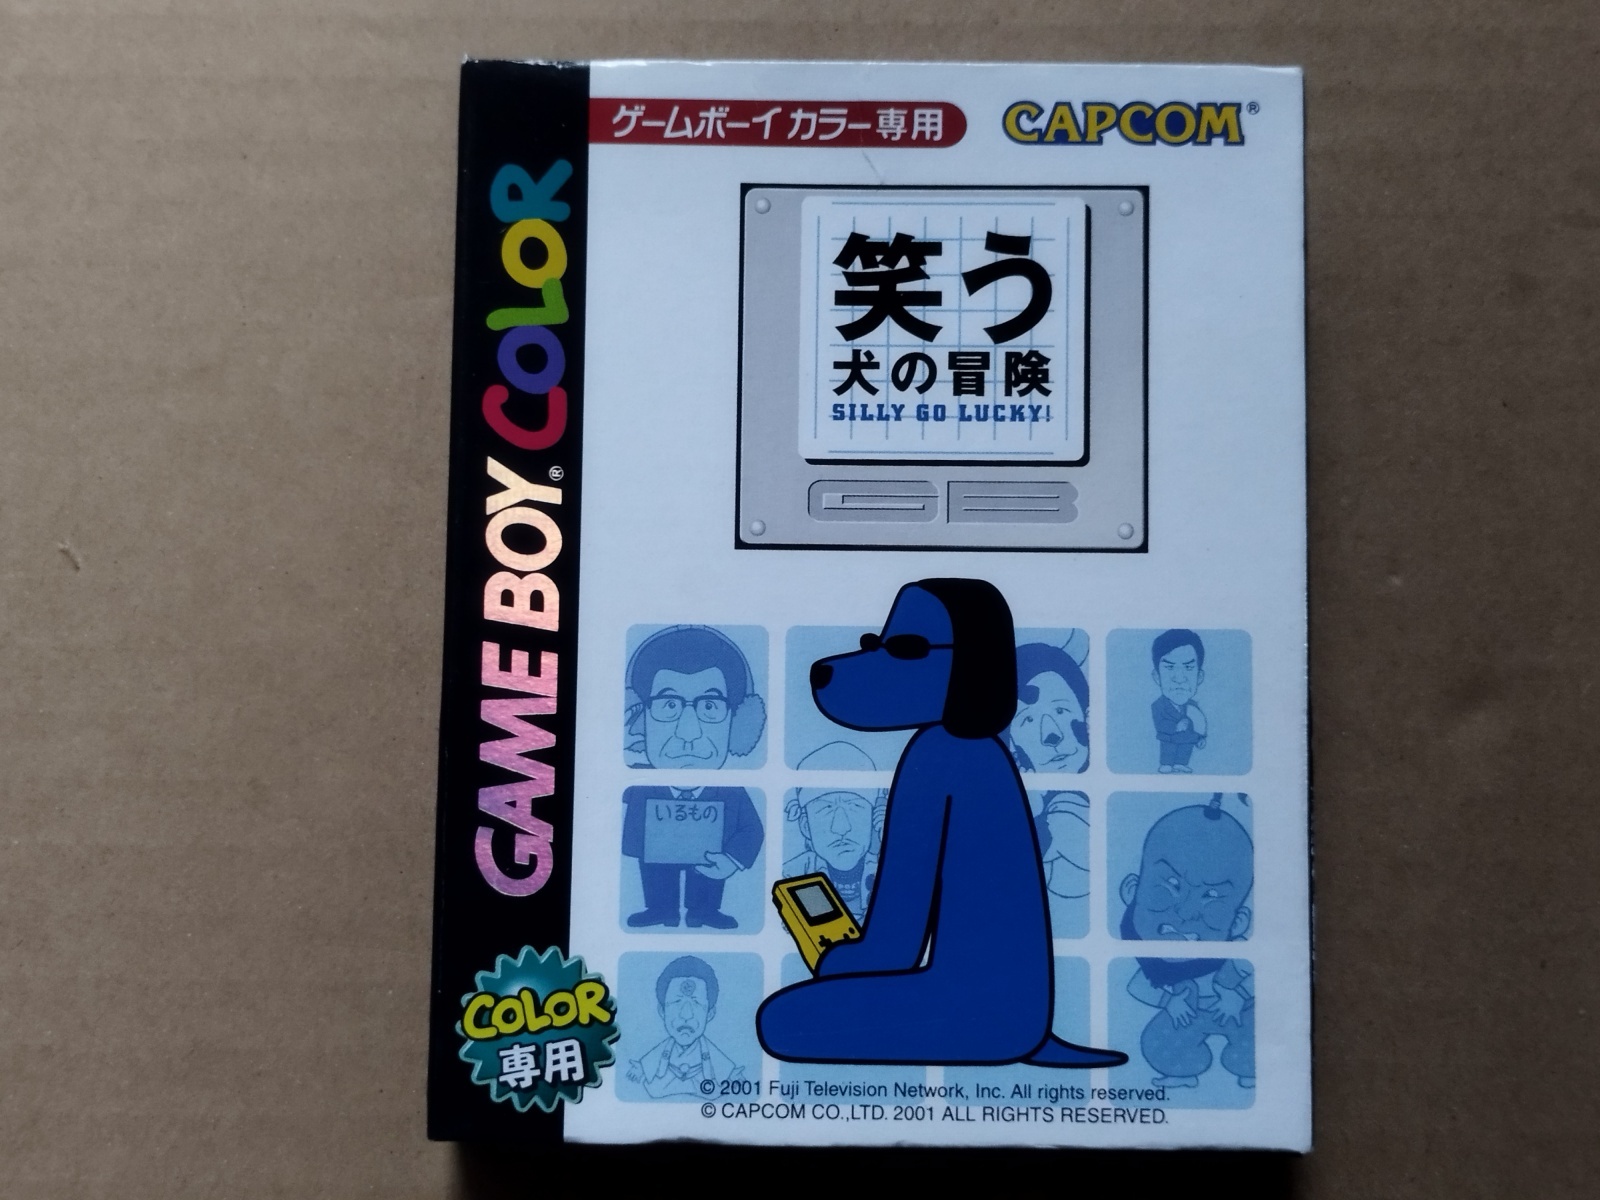 ゲームボーイカラー専用
CAPCOM®
笑う
犬の冒険
SILLY GO LUCKY!
GB
GAME BOY® COLOR
いるもの
COLOR
専用
© 2001 Fuji Television Network, Inc. All rights reserved.
© CAPCOM CO.,LTD. 2001 ALL RIGHTS RESERVED.